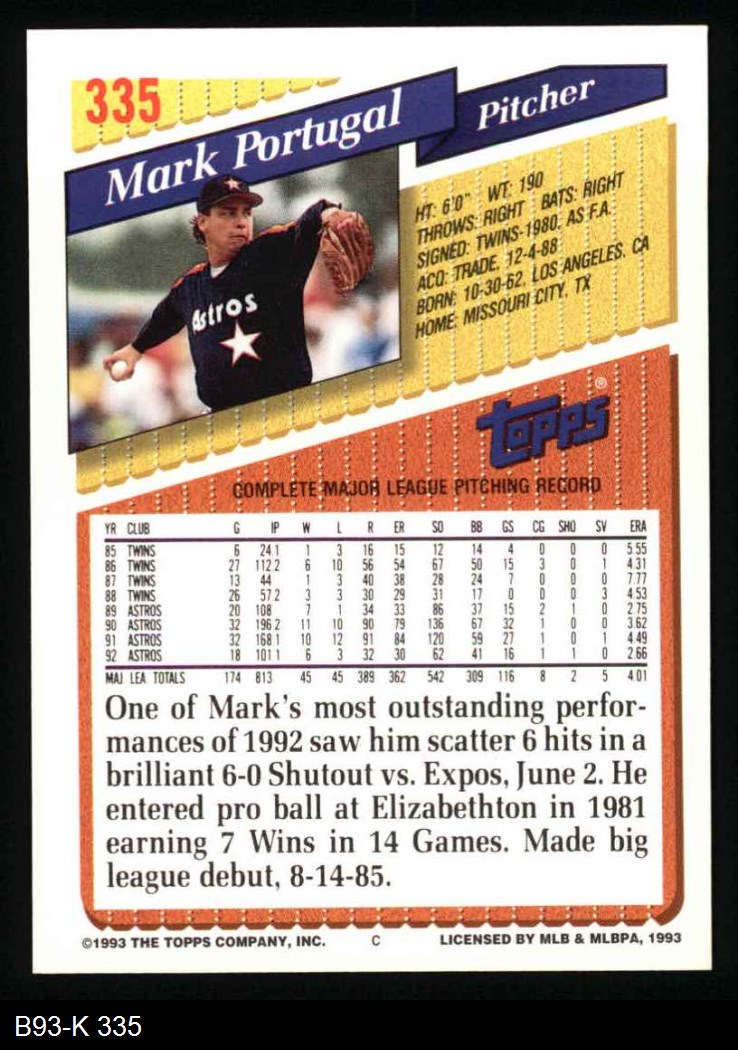 335
Mark Portugal
Pitcher
HT: 6'0" WT: 190
THROWS: RIGHT BATS: RIGHT
SIGNED: TWINS-1980, AS F.A.
ACQ: TRADE, 12-4-88
BORN: 10-30-62, LOS ANGELES, CA
HOME: MISSOURI CITY, TX
Astros
topps®
COMPLETE MAJOR LEAGUE PITCHING RECORD
YR CLUB G IP W L R ER SO BB GS CG SHO SV ERA
85 TWINS 6 24.1 1 3 16 15 12 14 4 0 0 0 5.55
86 TWINS 27 112.2 6 10 56 54 67 50 15 3 0 1 4.31
87 TWINS 13 44 1 3 40 38 28 24 7 0 0 0 7.77
88 TWINS 26 57.2 3 3 30 29 31 17 0 0 0 3 4.53
89 ASTROS 20 108 7 1 34 33 86 37 15 2 1 0 2.75
90 ASTROS 32 196.2 11 10 90 79 136 67 32 1 0 0 3.62
91 ASTROS 32 168.1 10 12 91 84 120 59 27 1 0 1 4.49
92 ASTROS 18 101.1 6 3 32 30 62 41 16 1 1 0 2.66
MAJ. LEA. TOTALS 174 813 45 45 389 362 542 309 116 8 2 5 4.01
One of Mark's most outstanding perfor-
mances of 1992 saw him scatter 6 hits in a
brilliant 6-0 Shutout vs. Expos, June 2. He
entered pro ball at Elizabethton in 1981
earning 7 Wins in 14 Games. Made big
league debut, 8-14-85.
©1993 THE TOPPS COMPANY, INC. C LICENSED BY MLB & MLBPA, 1993
B93-K 335